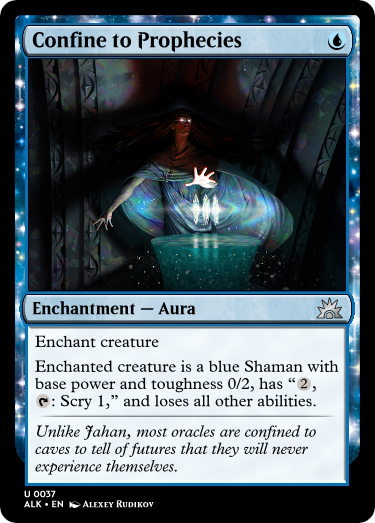 Confine to Prophecies
Enchantment — Aura
Enchant creature
Enchanted creature is a blue Shaman with
base power and toughness 0/2, has “2,
: Scry 1,” and loses all other abilities.
Unlike Jahan, most oracles are confined to
caves to tell of futures that they will never
experience themselves.
U 0037
ALK • EN Alexey Rudikov